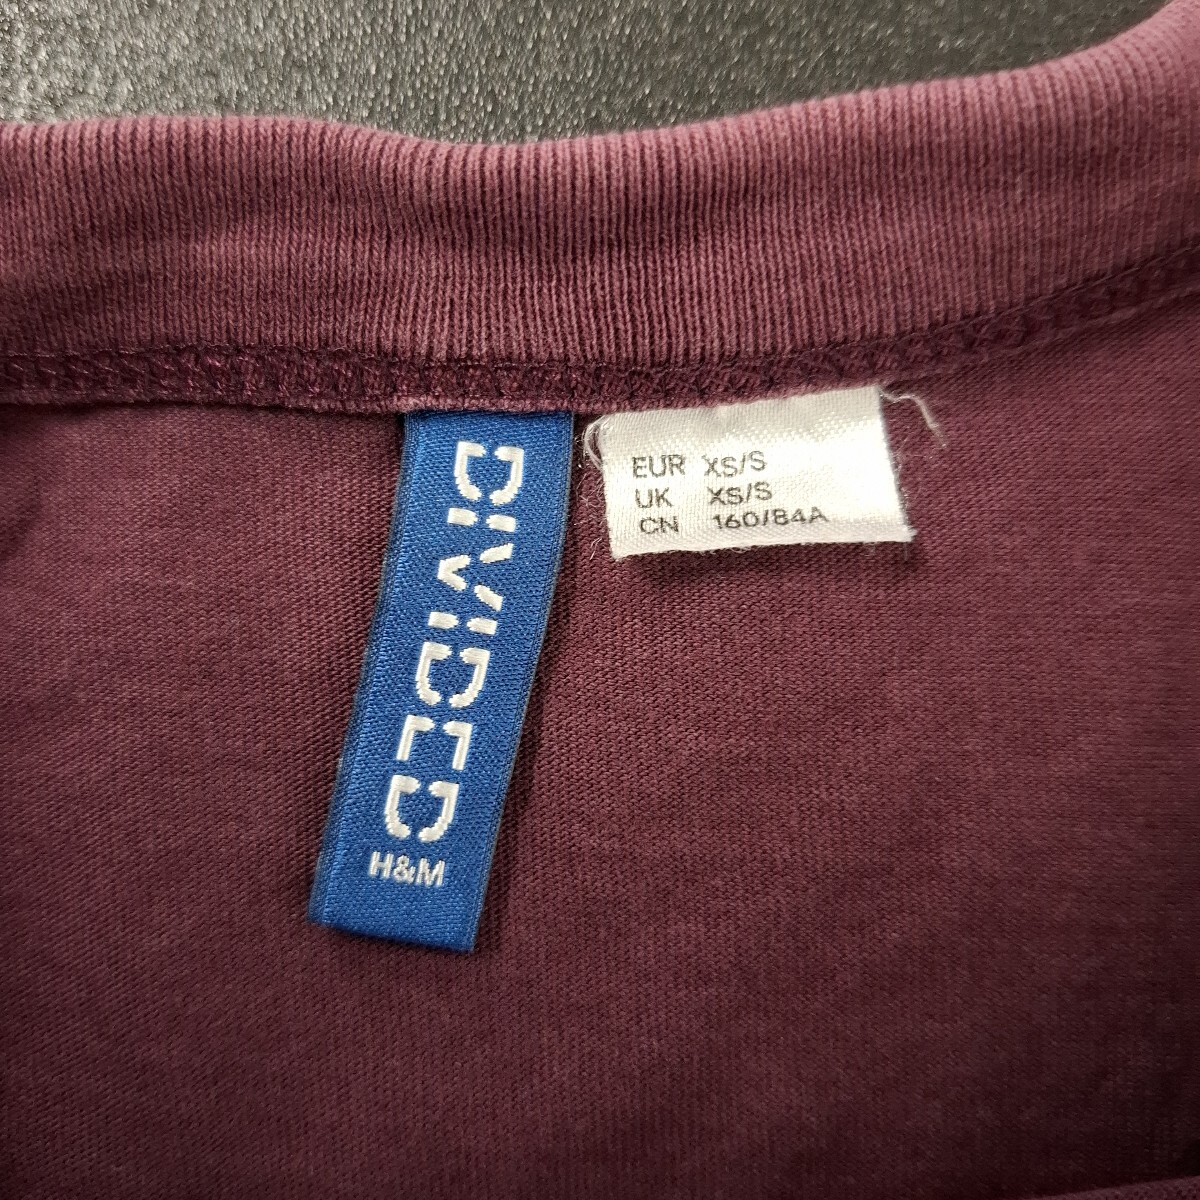 DIVIDED
H&M
EUR XS/S
UK XS/S
CN 160/84A